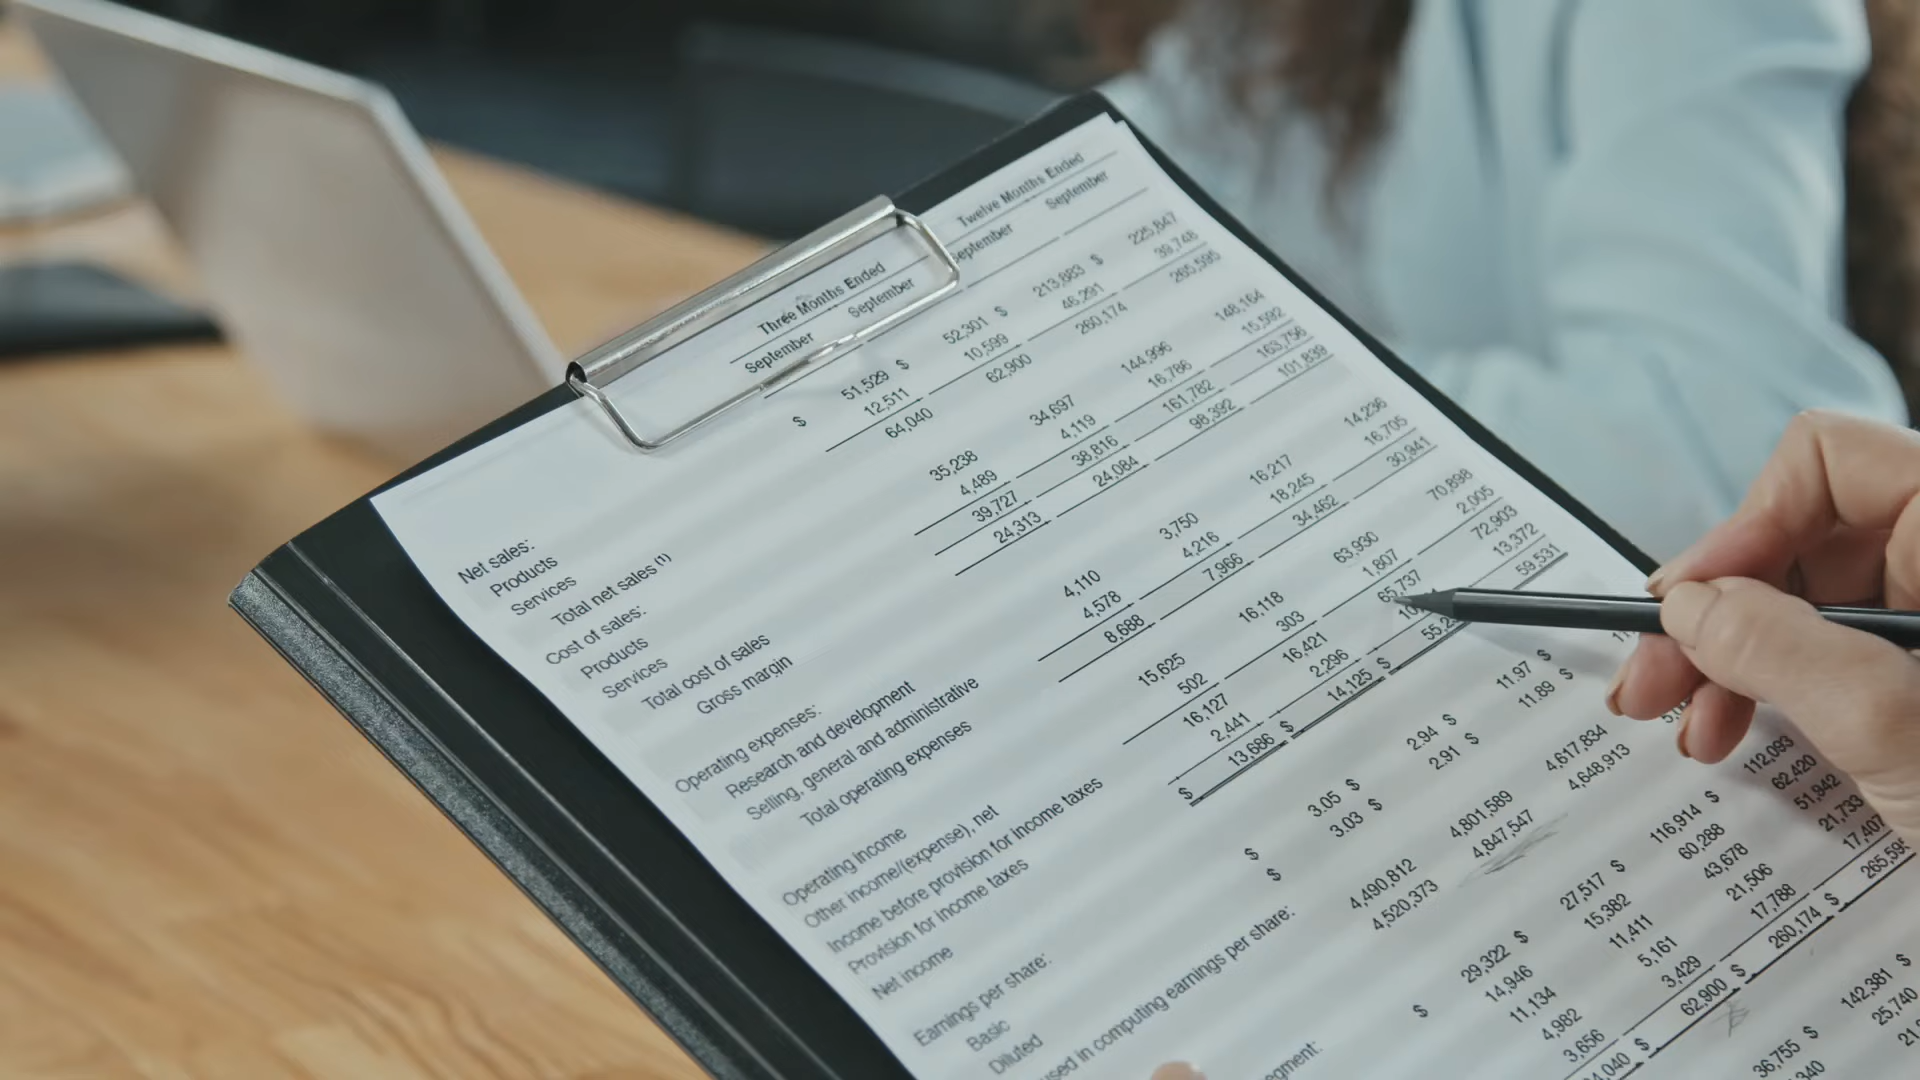 Three Months Ended Twelve Months Ended
September September September September
Net sales:
Products $ 51,529 $ 52,301 $ 213,883 $ 225,847
Services 12,511 10,599 46,291 39,748
Total net sales (1) 64,040 62,900 260,174 265,595
Cost of sales:
Products 35,238 34,697 144,996 148,164
Services 4,489 4,119 16,786 15,592
Total cost of sales 39,727 38,816 161,782 163,756
Gross margin 24,313 24,084 98,392 101,839
Operating expenses:
Research and development 4,110 3,750 16,217 14,236
Selling, general and administrative 4,578 4,216 18,245 16,705
Total operating expenses 8,688 7,966 34,462 30,941
Operating income 15,625 16,118 63,930 70,898
Other income/(expense), net 502 303 1,807 2,005
Income before provision for income taxes 16,127 16,421 65,737 72,903
Provision for income taxes 2,441 2,296 13,372
Net income $ 13,686 $ 14,125 $ 59,531
Earnings per share:
Basic $ 3.05 $ 2.94 $ 11.97 $
Diluted $ 3.03 $ 2.91 $ 11.89 $
used in computing earnings per share:
4,490,812 4,801,589 4,617,834
4,520,373 4,847,547 4,648,913
$ 29,322 $ 27,517 $ 116,914 $ 112,093
14,946 15,382 60,288 62,420
11,134 11,411 43,678 51,942
4,982 5,161 21,506 21,733
3,656 3,429 17,788 17,407
$ 62,900 $ 260,174 $ 265,595
36,755 $ 142,381 $
25,740